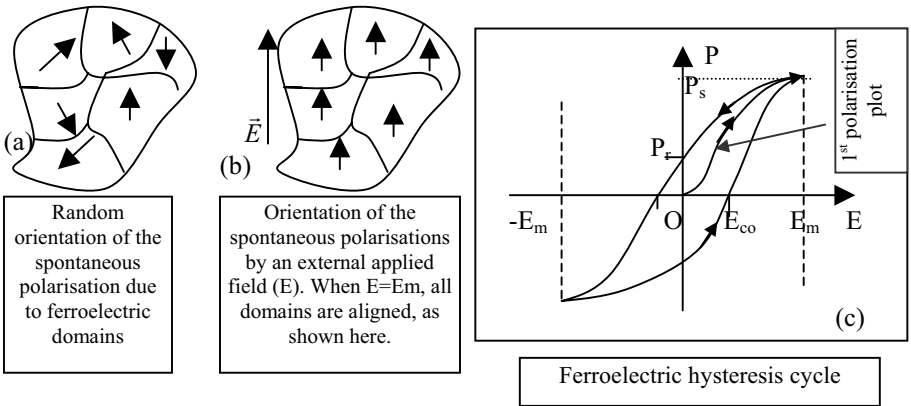 (a)
Random
orientation of the
spontaneous
polarisation due
to ferroelectric
domains
E
(b)
Orientation of the
spontaneous polarisations
by an external applied
field (E). When E=Em, all
domains are aligned, as
shown here.
P
Ps
Pr
-Em
O
Eco
Em
E
1st polarisation
plot
(c)
Ferroelectric hysteresis cycle